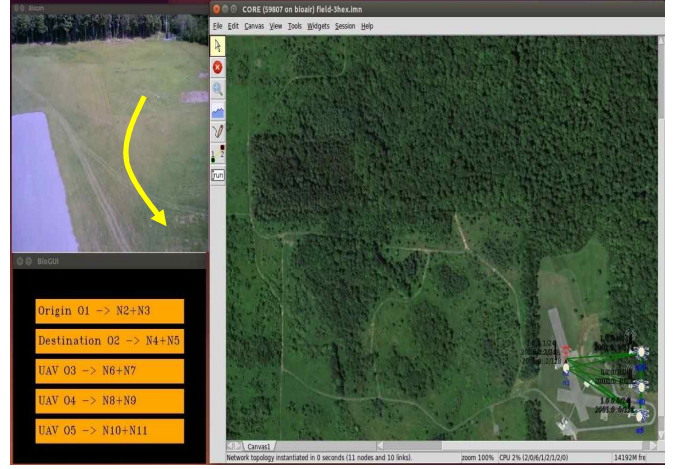 Bioair
CORE (59807 on bioair) field-3hex.imn
File Edit Canvas View Tools Widgets Session Help
1 2
run
BioGUI
Origin O1 -> N2+N3
Destination O2 -> N4+N5
UAV O3 -> N6+N7
UAV O4 -> N8+N9
UAV O5 -> N10+N11
Canvas1
Network topology instantiated in 0 seconds (11 nodes and 10 links).
zoom 100%
CPU 2% (2/0/6/1/2/1/2/0)
14192M fre